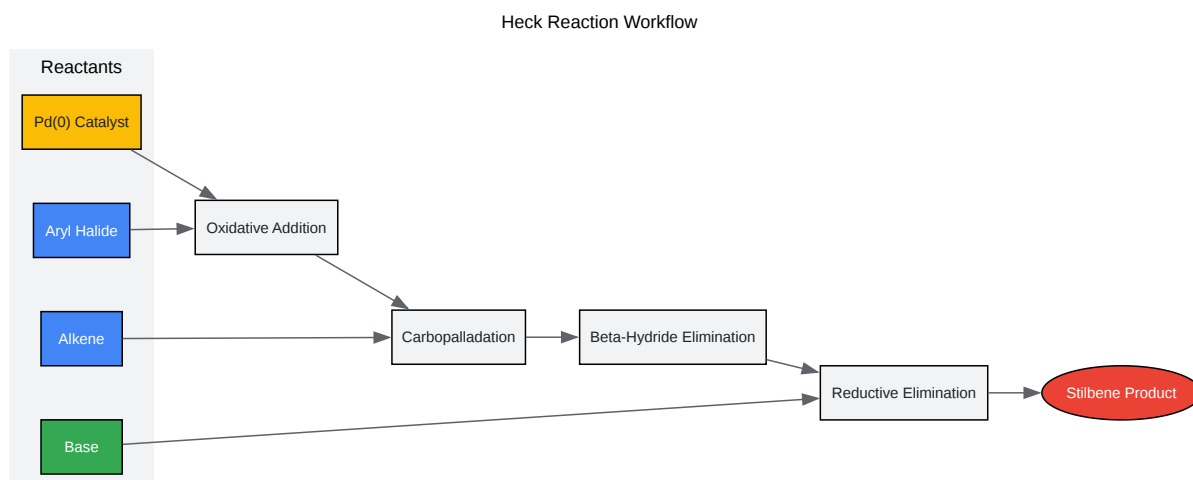 Heck Reaction Workflow
Reactants
Pd(0) Catalyst
Aryl Halide
Oxidative Addition
Alkene
Carbopalladation
Beta-Hydride Elimination
Base
Reductive Elimination
Stilbene Product